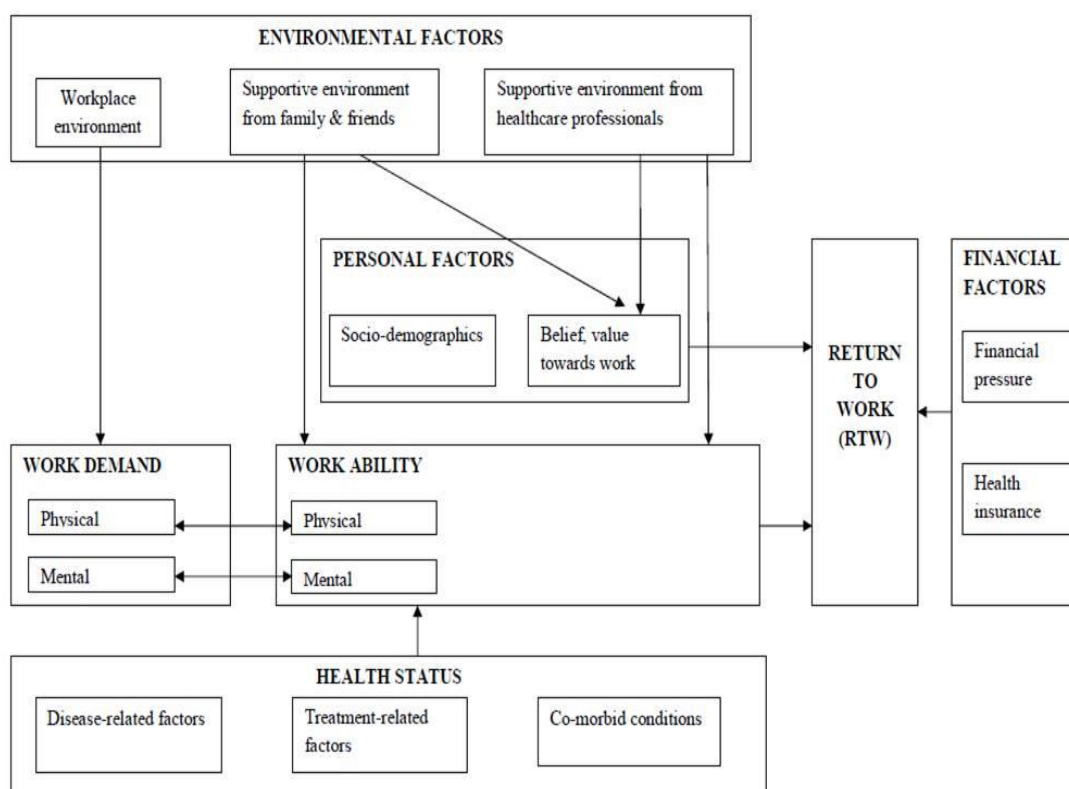 ENVIRONMENTAL FACTORS
Workplace
environment
Supportive environment
from family & friends
Supportive environment from
healthcare professionals
PERSONAL FACTORS
Socio-demographics
Belief, value
towards work
RETURN
TO
WORK
(RTW)
FINANCIAL
FACTORS
Financial
pressure
Health
insurance
WORK DEMAND
Physical
Mental
WORK ABILITY
Physical
Mental
HEALTH STATUS
Disease-related factors
Treatment-related
factors
Co-morbid conditions